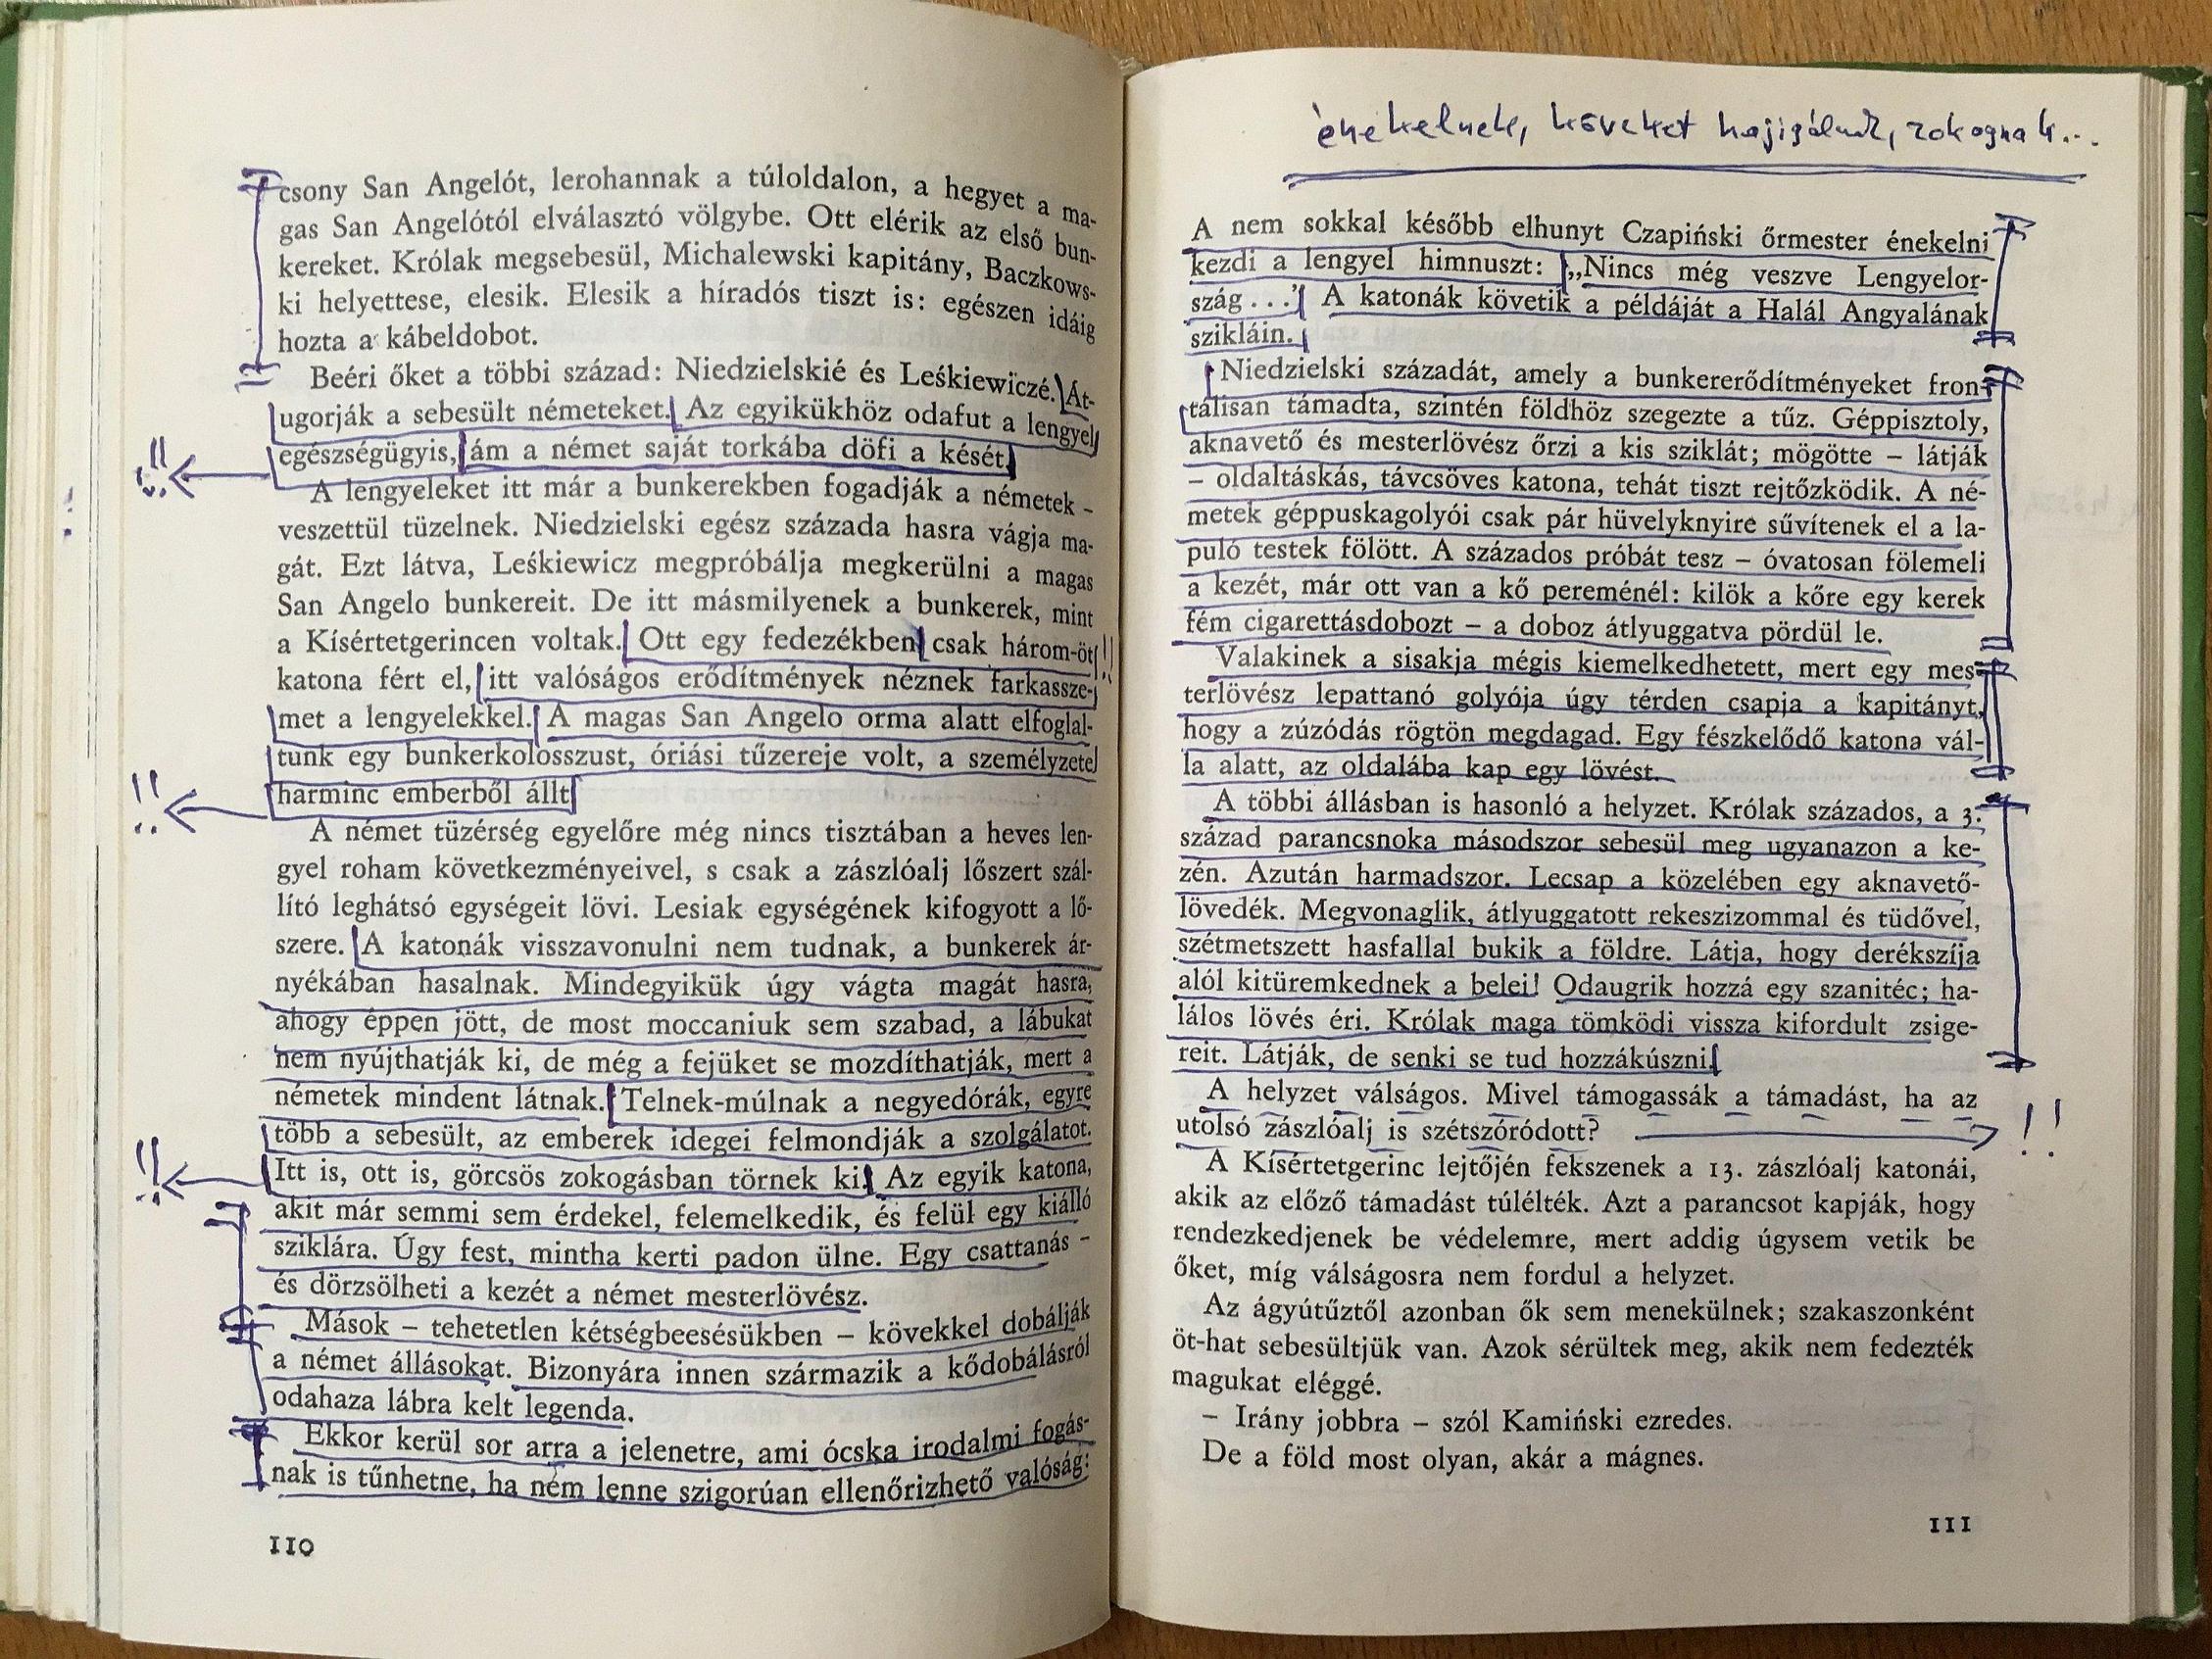 csony San Angelót, lerohannak a túloldalon, a hegyet a ma-
gas San Angelótól elválasztó völgybe. Ott elérik az első bun-
kereket. Królak megsebesül, Michalewski kapitány, Baczkows-
ki helyettese, elesik. Elesik a híradós tiszt is: egészen idáig
hozta a kábeldobot.
Beéri őket a többi század: Niedzielskié és Leśkiewiczé. Át-
ugorják a sebesült németeket. Az egyikükhöz odafut a lengyel
egészségügyis, ám a német saját torkába döfi a kését.
!!
A lengyeleket itt már a bunkerekben fogadják a németek –
veszettül tüzelnek. Niedzielski egész százada hasra vágja ma-
gát. Ezt látva, Leśkiewicz megpróbálja megkerülni a magas
San Angelo bunkereit. De itt másmilyenek a bunkerek, mint
a Kísértetgerincen voltak. Ott egy fedezékben csak három-öt
!!
katona fért el, itt valóságos erődítmények néznek farkassze-
met a lengyelekkel. A magas San Angelo orma alatt elfoglal-
tunk egy bunkerkolosszust, óriási tűzereje volt, a személyzete
harminc emberből állt.
!!
A német tüzérség egyelőre még nincs tisztában a heves len-
gyel roham következményeivel, s csak a zászlóalj lőszert szál-
lító leghátsó egységeit lövi. Lesiak egységének kifogyott a lő-
szere. A katonák visszavonulni nem tudnak, a bunkerek ár-
nyékában hasalnak. Mindegyikük úgy vágta magát hasra,
ahogy éppen jött, de most moccaniuk sem szabad, a lábukat
nem nyújthatják ki, de még a fejüket se mozdíthatják, mert a
németek mindent látnak. Telnek-múlnak a negyedórák, egyre
több a sebesült, az emberek idegei felmondják a szolgálatot.
Itt is, ott is, görcsös zokogásban törnek ki. Az egyik katona,
!!
akit már semmi sem érdekel, felemelkedik, és felül egy kiálló
sziklára. Úgy fest, mintha kerti padon ülne. Egy csattanás –
és dörzsölheti a kezét a német mesterlövész.
Mások – tehetetlen kétségbeesésükben – kövekkel dobálják
a német állásokat. Bizonyára innen származik a kődobálásról
odahaza lábra kelt legenda.
Ekkor kerül sor arra a jelenetre, ami ócska irodalmi fogás-
nak is tűnhetne, ha nem lenne szigorúan ellenőrizhető valóság:
110
énekelnek, köveket hajigálnak, zokognak...
A nem sokkal később elhunyt Czapiński őrmester énekelni
kezdi a lengyel himnuszt: „Nincs még veszve Lengyelor-
szág . . .” A katonák követik a példáját a Halál Angyalának
szikláin.
Niedzielski századát, amely a bunkererődítményeket fron-
tálisan támadta, szintén földhöz szegezte a tűz. Géppisztoly,
aknavető és mesterlövész őrzi a kis sziklát; mögötte – látják
– oldaltáskás, távcsöves katona, tehát tiszt rejtőzködik. A né-
metek géppuskagolyói csak pár hüvelyknyire sűvítenek el a la-
puló testek fölött. A százados próbát tesz – óvatosan fölemeli
a kezét, már ott van a kő pereménél: kilök a kőre egy kerek
fém cigarettásdobozt – a doboz átlyuggatva pördül le.
Valakinek a sisakja mégis kiemelkedhetett, mert egy mes-
terlövész lepattanó golyója úgy térden csapja a kapitányt,
hogy a zúzódás rögtön megdagad. Egy fészkelődő katona vál-
la alatt, az oldalába kap egy lövést.
A többi állásban is hasonló a helyzet. Królak százados, a 3.
század parancsnoka másodszor sebesül meg ugyanazon a ke-
zén. Azután harmadszor. Lecsap a közelében egy aknavető-
lövedék. Megvonaglik, átlyuggatott rekeszizommal és tüdővel,
szétmetszett hasfallal bukik a földre. Látja, hogy derékszíja
alól kitüremkednek a belei! Odaugrik hozzá egy szanitéc; ha-
lálos lövés éri. Królak maga tömködi vissza kifordult zsige-
reit. Látják, de senki se tud hozzákúszni.
A helyzet válságos. Mivel támogassák a támadást, ha az
utolsó zászlóalj is szétszóródott?
!!
A Kísértetgerinc lejtőjén fekszenek a 13. zászlóalj katonái,
akik az előző támadást túlélték. Azt a parancsot kapják, hogy
rendezkedjenek be védelemre, mert addig úgysem vetik be
őket, míg válságosra nem fordul a helyzet.
Az ágyútűztől azonban ők sem menekülnek; szakaszonként
öt-hat sebesültjük van. Azok sérültek meg, akik nem fedezték
magukat eléggé.
– Irány jobbra – szól Kamiński ezredes.
De a föld most olyan, akár a mágnes.
111